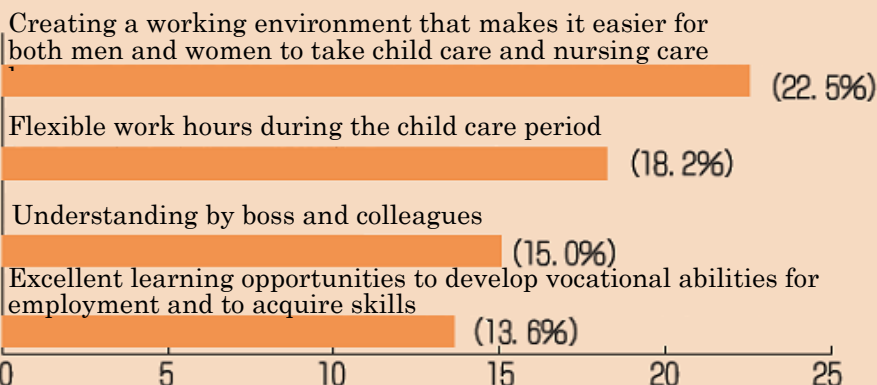 Creating a working environment that makes it easier for
both men and women to take child care and nursing care
(22. 5%)
Flexible work hours during the child care period
(18. 2%)
Understanding by boss and colleagues
(15. 0%)
Excellent learning opportunities to develop vocational abilities for
employment and to acquire skills
(13. 6%)
0 5 10 15 20 25